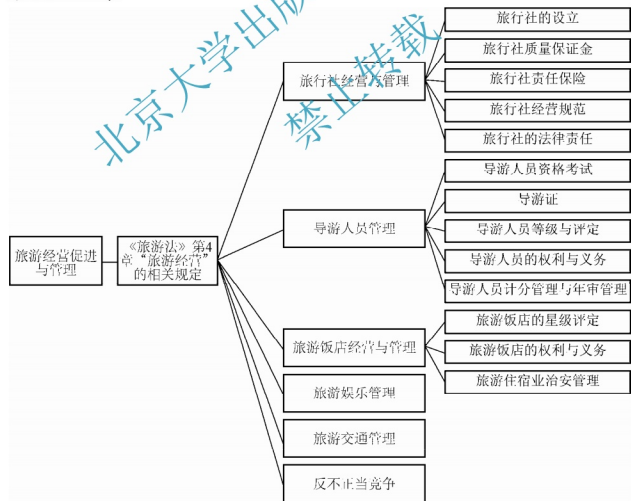 北京大学出版
禁止转载
旅游经营促进
与管理
《旅游法》第4
章“旅游经营”
的相关规定
旅行社经营与管理
旅行社的设立
旅行社质量保证金
旅行社责任保险
旅行社经营规范
旅行社的法律责任
导游人员管理
导游人员资格考试
导游证
导游人员等级与评定
导游人员的权利与义务
导游人员计分管理与年审管理
旅游饭店经营与管理
旅游饭店的星级评定
旅游饭店的权利与义务
旅游住宿业治安管理
旅游娱乐管理
旅游交通管理
反不正当竞争